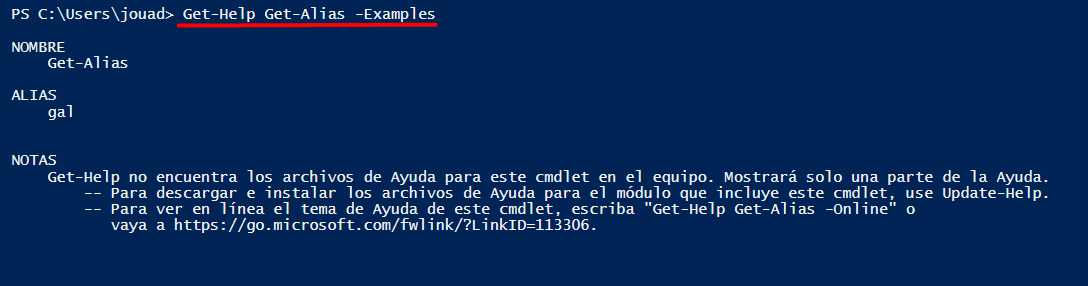 PS C:\Users\jouad> Get-Help Get-Alias -Examples
NOMBRE
Get-Alias
ALIAS
gal
NOTAS
Get-Help no encuentra los archivos de Ayuda para este cmdlet en el equipo. Mostrará solo una parte de la Ayuda.
-- Para descargar e instalar los archivos de Ayuda para el módulo que incluye este cmdlet, use Update-Help.
-- Para ver en línea el tema de Ayuda de este cmdlet, escriba "Get-Help Get-Alias -Online" o
vaya a https://go.microsoft.com/fwlink/?LinkID=113306.